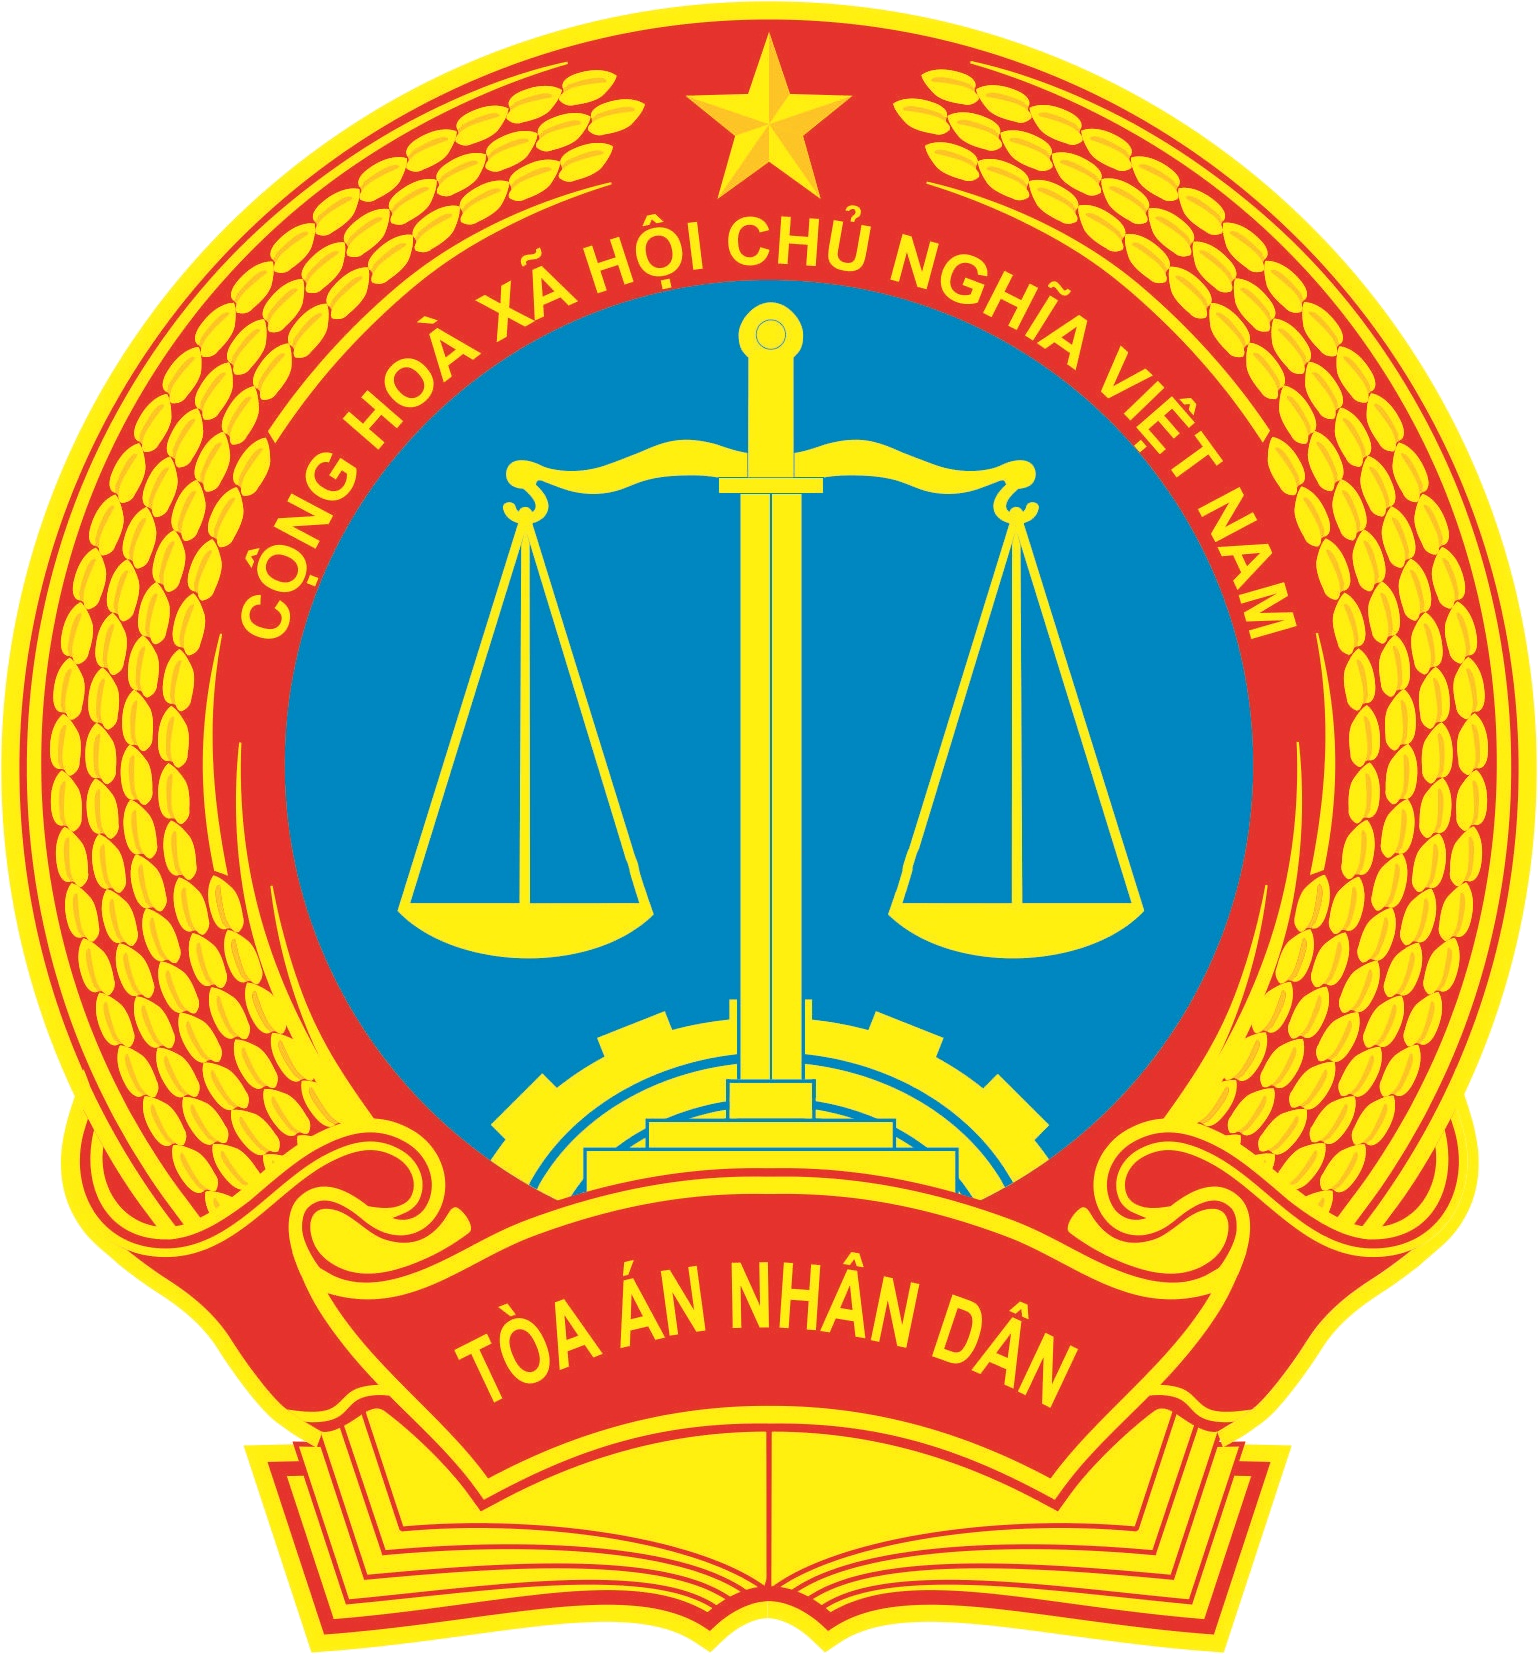 CỘNG HOÀ XÃ HỘI CHỦ NGHĨA VIỆT NAM
TÒA ÁN NHÂN DÂN